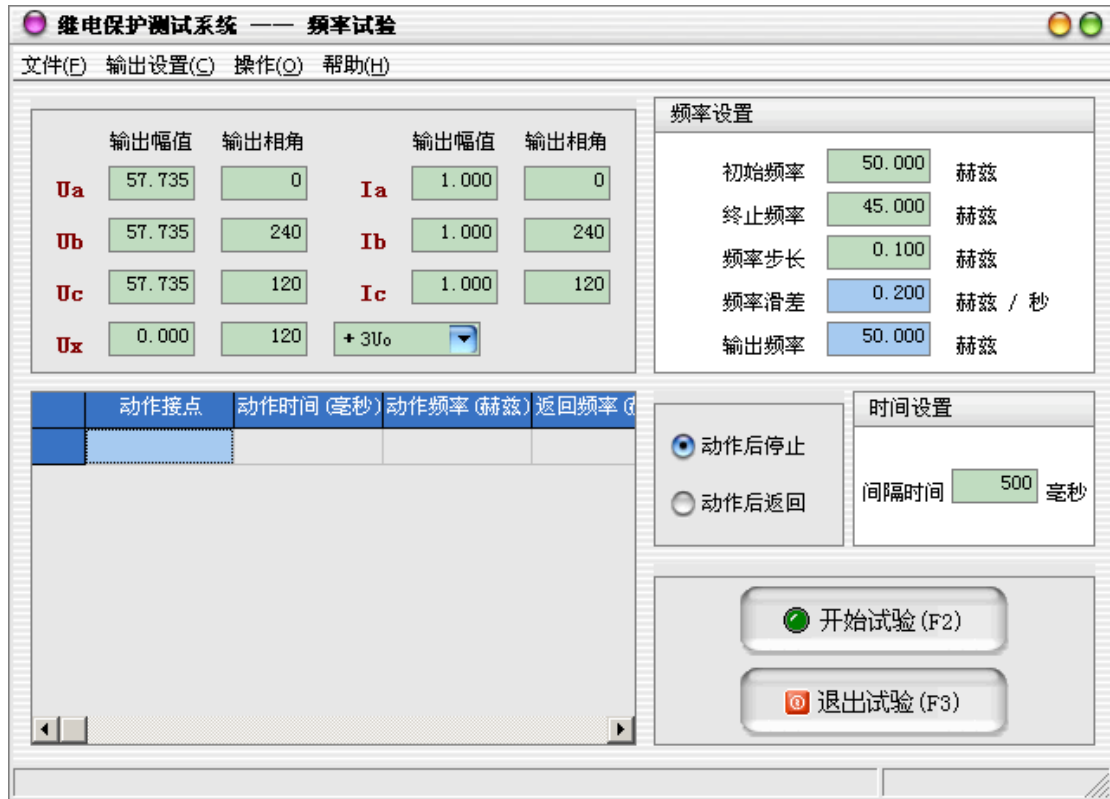 继电保护测试系统 —— 频率试验
文件(F) 输出设置(C) 操作(O) 帮助(H)
输出幅值 输出相角 输出幅值 输出相角
Ua 57.735 0 Ia 1.000 0
Ub 57.735 240 Ib 1.000 240
Uc 57.735 120 Ic 1.000 120
Ux 0.000 120 +3Uo
频率设置
初始频率 50.000 赫兹
终止频率 45.000 赫兹
频率步长 0.100 赫兹
频率滑差 0.200 赫兹 / 秒
输出频率 50.000 赫兹
动作接点 动作时间(毫秒) 动作频率(赫兹) 返回频率(
动作后停止
动作后返回
时间设置
间隔时间 500 毫秒
开始试验(F2)
退出试验(F3)